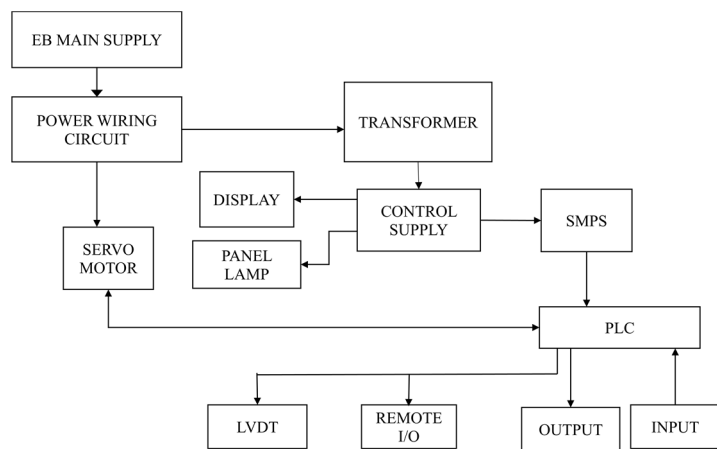 EB MAIN SUPPLY
POWER WIRING
CIRCUIT
TRANSFORMER
DISPLAY
CONTROL
SUPPLY
SMPS
SERVO
MOTOR
PANEL
LAMP
PLC
LVDT
REMOTE
I/O
OUTPUT
INPUT